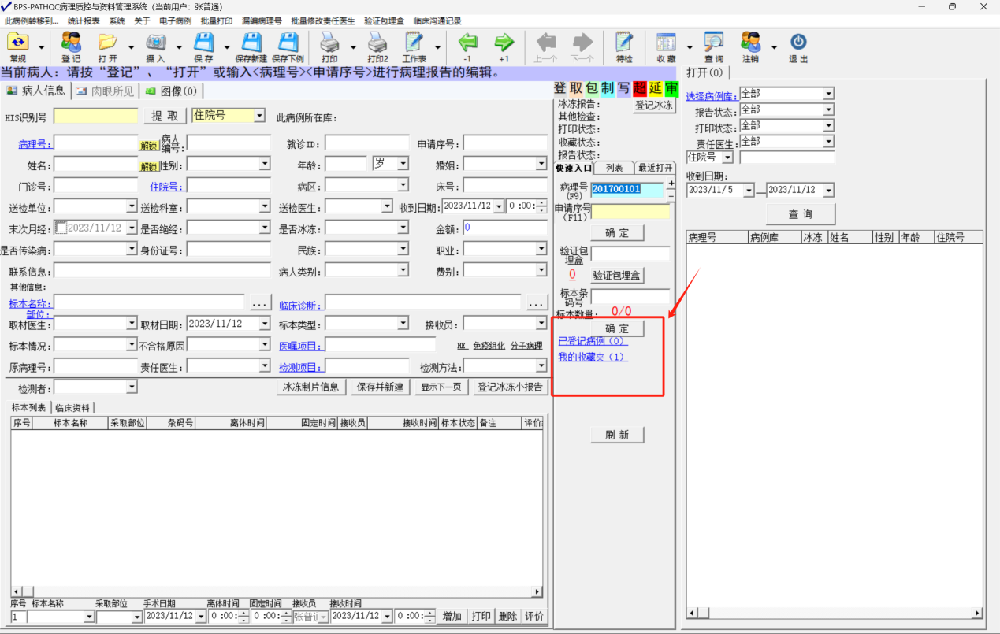 BPS-PATHQC病理质控与资料管理系统（当前用户：张普通）
此病例转移到... 统计报表 系统 关于 电子病例 批量打印 漏编病理号 批量修改责任医生 验证包埋盒 临床沟通记录
常规 登记 打开 摄入 保存 保存新建 保存下例 打印 打印2 工作表 -1 +1 上一个 下一个 特检 收藏 查询 注销 退出
当前病人：请按“登记”、“打开”或输入<病理号><申请序号>进行病理报告的编辑。
病人信息 肉眼所见 图像(0)
HIS识别号 提取 住院号 此病例所在库：
病理号： 解锁 病人编号： 就诊ID： 申请序号：
姓名： 解锁 性别： 年龄： 岁 婚姻：
门诊号： 住院号： 病区： 床号：
送检单位： 送检科室： 送检医生： 收到日期：2023/11/12 0 :00:
末次月经： 2023/11/12 是否绝经： 是否冰冻： 金额：0
是否传染病： 身份证号： 民族： 职业：
联系信息： 病人类别： 费别：
其他信息：
标本名称： ... 临床诊断： ...
部位：
取材医生： 取材日期：2023/11/12 标本类型： 接收员：
标本情况： 不合格原因 医嘱项目： HE 免疫组化 分子病理
原病理号： 责任医生： 检测项目： 检测方法：
检测者： 冰冻制片信息 保存并新建 显示下一页 登记冰冻小报告
标本列表 临床资料
序号 标本名称 采取部位 条码号 离体时间 固定时间 接收员 接收时间 标本状态 备注 评价
序号 标本名称 采取部位 手术日期 离体时间 固定时间 接收员 接收时间
1 2023/11/12 0 :00: 0 :00: 张普 2023/11/12 0 :00: 增加 打印 删除 评价
登 取 包 制 写 超 延 审
冰冻报告： 登记冰冻
其他检查：
打印状态：
收藏状态：
报告状态：
快速入口 列表 最近打开
病理号 (F9) 201700101 + -
申请序号 (F11)
确定
验证包埋盒
0 验证包埋盒
标本条码号
标本数量： 0/0
确定
已登记病例（0）
我的收藏夹（1）
刷新
打开(0)
选择病例库：全部
报告状态：全部
打印状态：全部
责任医生：全部
住院号
收到日期：
2023/11/ 5 — 2023/11/12
查询
病理号 病例库 冰冻 姓名 性别 年龄 住院号